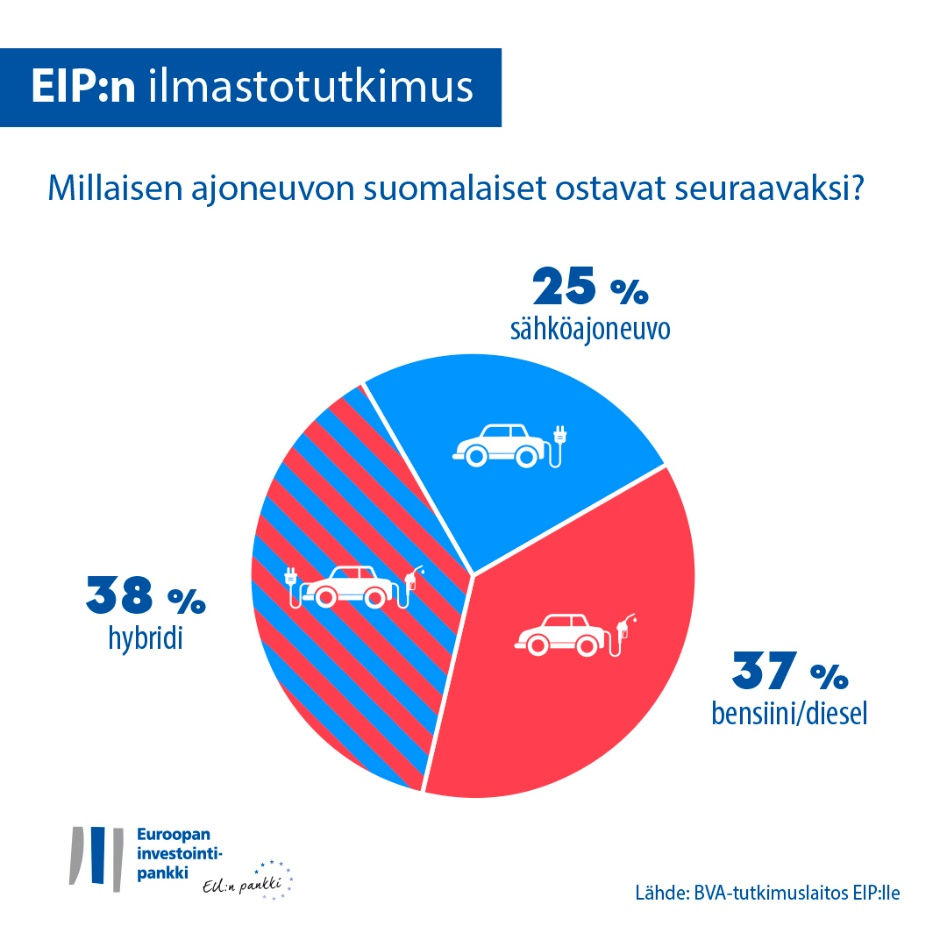 EIP:n ilmastotutkimus
Millaisen ajoneuvon suomalaiset ostavat seuraavaksi?
25 %
sähköajoneuvo
38 %
hybridi
37 %
bensiini/diesel
Euroopan
investointi-
pankki
EU:n pankki
Lähde: BVA-tutkimuslaitos EIP:lle